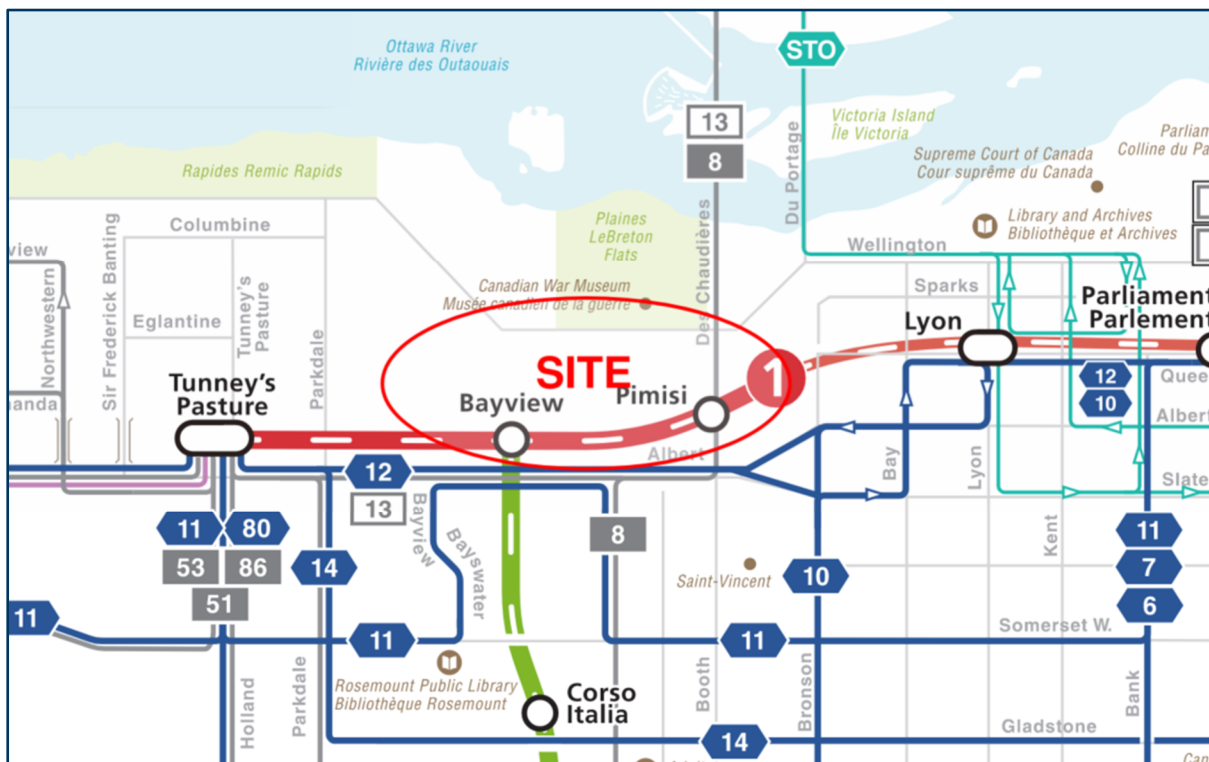 Ottawa River
Rivière des Outaouais
STO
13
8
Victoria Island
Île Victoria
Du Portage
Parliam
Colline du Pa
Supreme Court of Canada
Cour suprême du Canada
Rapides Remic Rapids
Columbine
Plaines
LeBreton
Flats
Des Chaudières
Library and Archives
Bibliothèque et Archives
Wellington
view
Northwestern
Sir Frederick Banting
Eglantine
Tunney's
Pasture
Parkdale
Canadian War Museum
Musée canadien de la guerre
Sparks
Parliament
Parlement
Lyon
SITE
1
Tunney's
Pasture
Bayview
Pimisi
12
10
Quee
anda
Albert
Albert
Bay
Lyon
Slate
12
13
Bayview
Bayswater
8
Kent
11
80
53
86
51
14
Saint-Vincent
10
11
7
6
11
11
11
Somerset W.
Rosemount Public Library
Bibliothèque Rosemount
Holland
Parkdale
Corso
Italia
Booth
Bronson
Bank
Gladstone
14